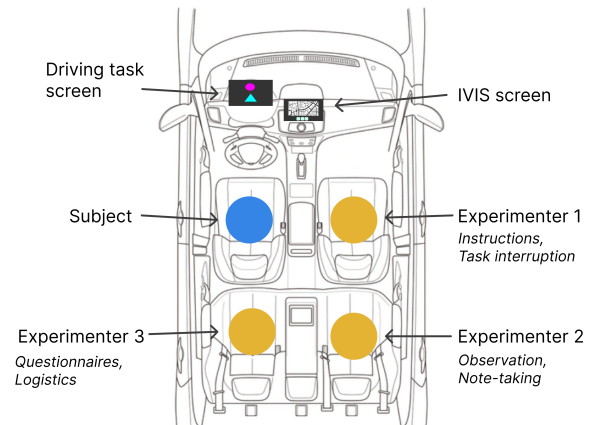 Driving task
screen
IVIS screen
Subject
Experimenter 1
Instructions,
Task interruption
Experimenter 3
Questionnaires,
Logistics
Experimenter 2
Observation,
Note-taking